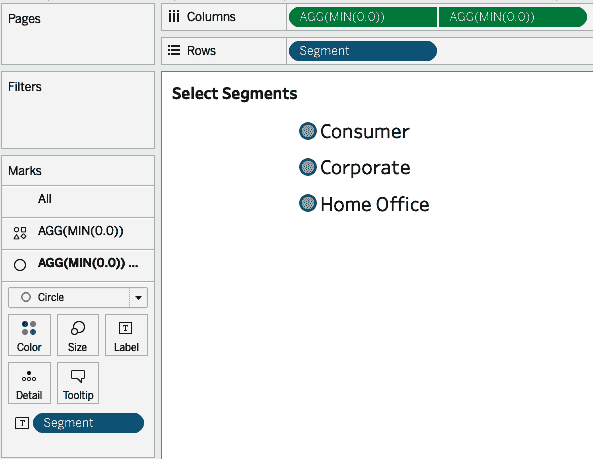 Pages
Columns
AGG(MIN(0.0))
AGG(MIN(0.0))
Rows
Segment
Filters
Select Segments
Consumer
Corporate
Home Office
Marks
All
AGG(MIN(0.0))
AGG(MIN(0.0)) ...
Circle
Color
Size
T
Label
Detail
Tooltip
T
Segment